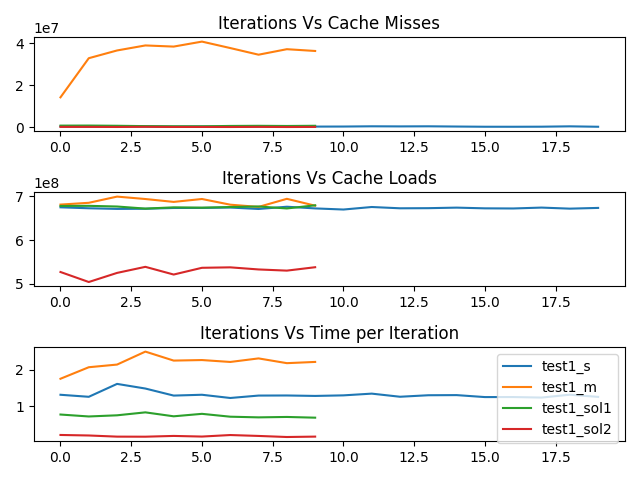 Iterations Vs Cache Misses
1e7
4
2
0
0.0 2.5 5.0 7.5 10.0 12.5 15.0 17.5
Iterations Vs Cache Loads
1e8
7
6
5
0.0 2.5 5.0 7.5 10.0 12.5 15.0 17.5
Iterations Vs Time per Iteration
2
1
test1_s
test1_m
test1_sol1
test1_sol2
0.0 2.5 5.0 7.5 10.0 12.5 15.0 17.5